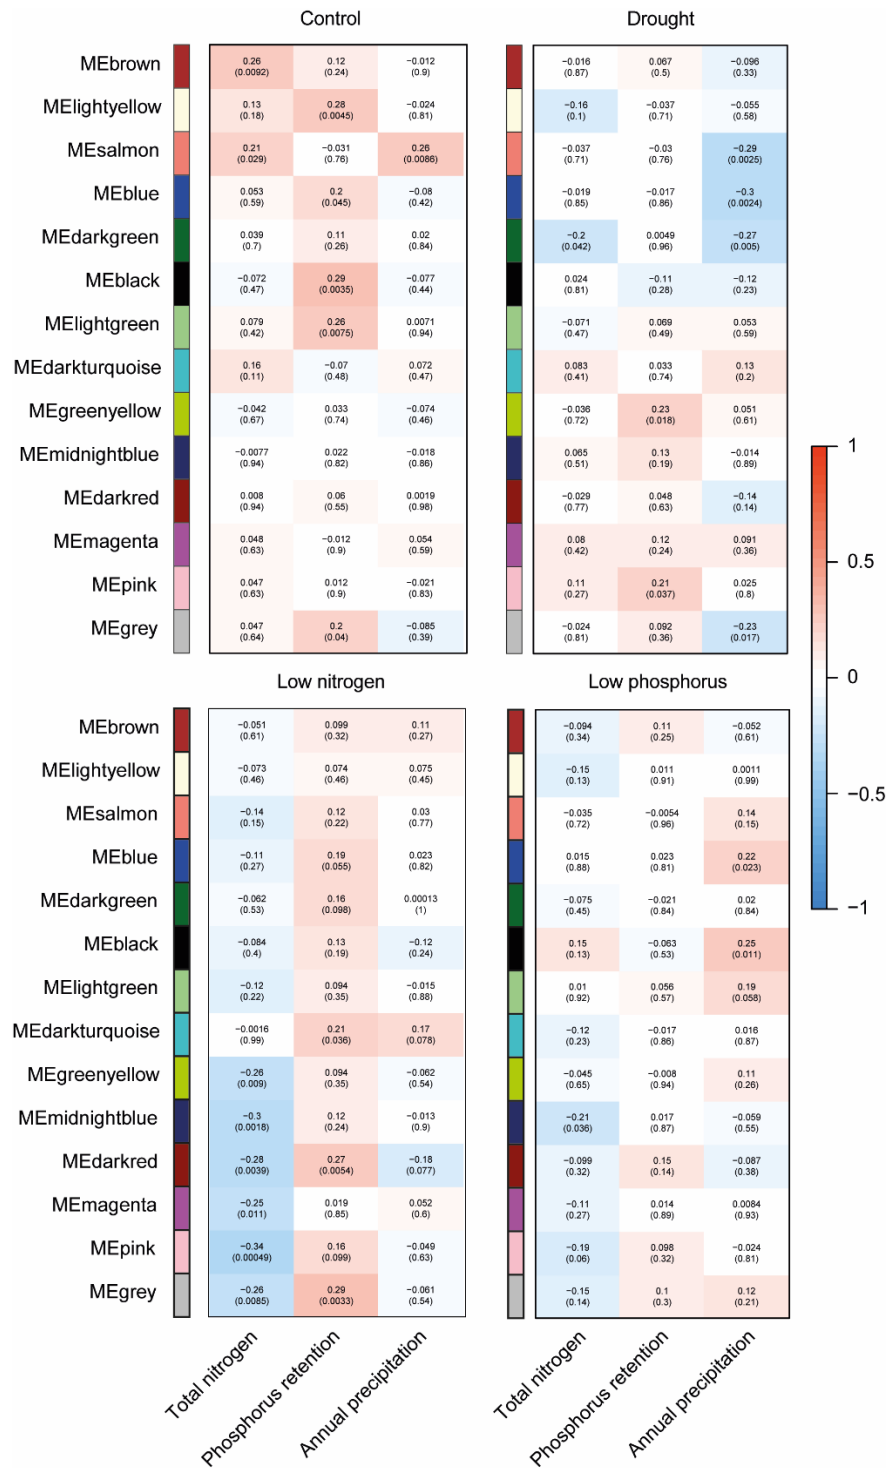 Control Drought
MEbrown 0.26 0.12 −0.012 −0.016 0.067 −0.096
(0.0092) (0.24) (0.9) (0.87) (0.5) (0.33)
MElightyellow 0.13 0.28 −0.024 −0.16 −0.037 −0.055
(0.18) (0.0045) (0.81) (0.1) (0.71) (0.58)
MEsalmon 0.21 −0.031 0.26 −0.037 −0.03 −0.29
(0.029) (0.76) (0.0086) (0.71) (0.76) (0.0025)
MEblue 0.053 0.2 −0.08 −0.019 −0.017 −0.3
(0.59) (0.045) (0.42) (0.85) (0.86) (0.0024)
MEdarkgreen 0.039 0.11 0.02 −0.2 0.0049 −0.27
(0.7) (0.26) (0.84) (0.042) (0.96) (0.005)
MEblack −0.072 0.29 −0.077 0.024 −0.11 −0.12
(0.47) (0.0035) (0.44) (0.81) (0.28) (0.23)
MElightgreen 0.079 0.26 0.0071 −0.071 0.069 0.053
(0.42) (0.0075) (0.94) (0.47) (0.49) (0.59)
MEdarkturquoise 0.16 −0.07 0.072 0.083 0.033 0.13
(0.11) (0.48) (0.47) (0.41) (0.74) (0.2)
MEgreenyellow −0.042 0.033 −0.074 −0.036 0.23 0.051
(0.67) (0.74) (0.46) (0.72) (0.018) (0.61)
MEmidnightblue −0.0077 0.022 −0.018 0.065 0.13 −0.014
(0.94) (0.82) (0.86) (0.51) (0.19) (0.89)
MEdarkred 0.008 0.06 0.0019 −0.029 0.048 −0.14
(0.94) (0.55) (0.98) (0.77) (0.63) (0.14)
MEmagenta 0.048 −0.012 0.054 0.08 0.12 0.091
(0.63) (0.9) (0.59) (0.42) (0.24) (0.36)
MEpink 0.047 0.012 −0.021 0.11 0.21 0.025
(0.63) (0.9) (0.83) (0.27) (0.037) (0.8)
MEgrey 0.047 0.2 −0.085 −0.024 0.092 −0.23
(0.64) (0.04) (0.39) (0.81) (0.36) (0.017)
1
0.5
0
−0.5
−1
Low nitrogen Low phosphorus
MEbrown −0.051 0.099 0.11 −0.094 0.11 −0.052
(0.61) (0.32) (0.27) (0.34) (0.25) (0.61)
MElightyellow −0.073 0.074 0.075 −0.15 0.011 0.0011
(0.46) (0.46) (0.45) (0.13) (0.91) (0.99)
MEsalmon −0.14 0.12 0.03 −0.035 −0.0054 0.14
(0.15) (0.22) (0.77) (0.72) (0.96) (0.15)
MEblue −0.11 0.19 0.023 0.015 0.023 0.22
(0.27) (0.055) (0.82) (0.88) (0.81) (0.023)
MEdarkgreen −0.062 0.16 0.00013 −0.075 −0.021 0.02
(0.53) (0.098) (1) (0.45) (0.84) (0.84)
MEblack −0.084 0.13 −0.12 0.15 −0.063 0.25
(0.4) (0.19) (0.24) (0.13) (0.53) (0.011)
MElightgreen −0.12 0.094 −0.015 0.01 0.056 0.19
(0.22) (0.35) (0.88) (0.92) (0.57) (0.058)
MEdarkturquoise −0.0016 0.21 0.17 −0.12 −0.017 0.016
(0.99) (0.036) (0.078) (0.23) (0.86) (0.87)
MEgreenyellow −0.26 0.094 −0.062 −0.045 −0.008 0.11
(0.009) (0.35) (0.54) (0.65) (0.94) (0.26)
MEmidnightblue −0.3 0.12 −0.013 −0.21 0.017 −0.059
(0.0018) (0.24) (0.9) (0.036) (0.87) (0.55)
MEdarkred −0.28 0.27 −0.18 −0.099 0.15 −0.087
(0.0039) (0.0054) (0.077) (0.32) (0.14) (0.38)
MEmagenta −0.25 0.019 0.052 −0.11 0.014 0.0084
(0.011) (0.85) (0.6) (0.27) (0.89) (0.93)
MEpink −0.34 0.16 −0.049 −0.19 0.098 −0.024
(0.00049) (0.099) (0.63) (0.06) (0.32) (0.81)
MEgrey −0.26 0.29 −0.061 −0.15 0.1 0.12
(0.0085) (0.0033) (0.54) (0.14) (0.3) (0.21)
Total nitrogen Phosphorus retention Annual precipitation Total nitrogen Phosphorus retention Annual precipitation